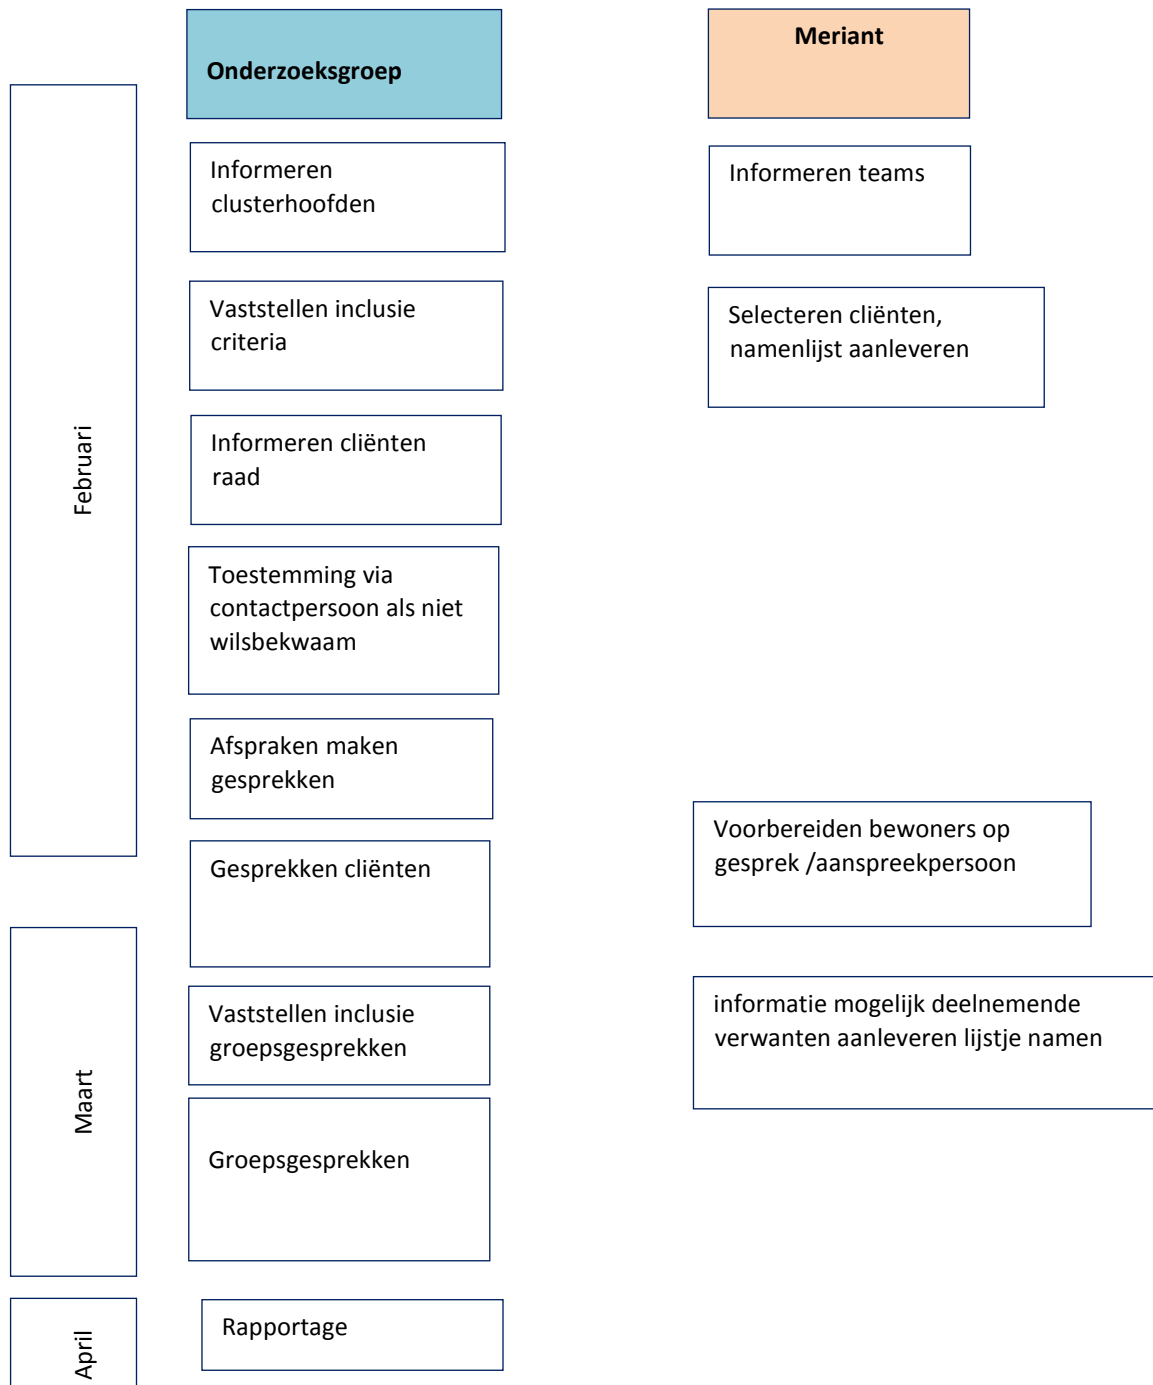 Onderzoeksgroep
Meriant
Februari
Informeren
clusterhoofden
Informeren teams
Vaststellen inclusie
criteria
Selecteren cliënten,
namenlijst aanleveren
Informeren cliënten
raad
Toestemming via
contactpersoon als niet
wilsbekwaam
Afspraken maken
gesprekken
Voorbereiden bewoners op
gesprek /aanspreekpersoon
Gesprekken cliënten
Maart
Vaststellen inclusie
groepsgesprekken
informatie mogelijk deelnemende
verwanten aanleveren lijstje namen
Groepsgesprekken
April
Rapportage